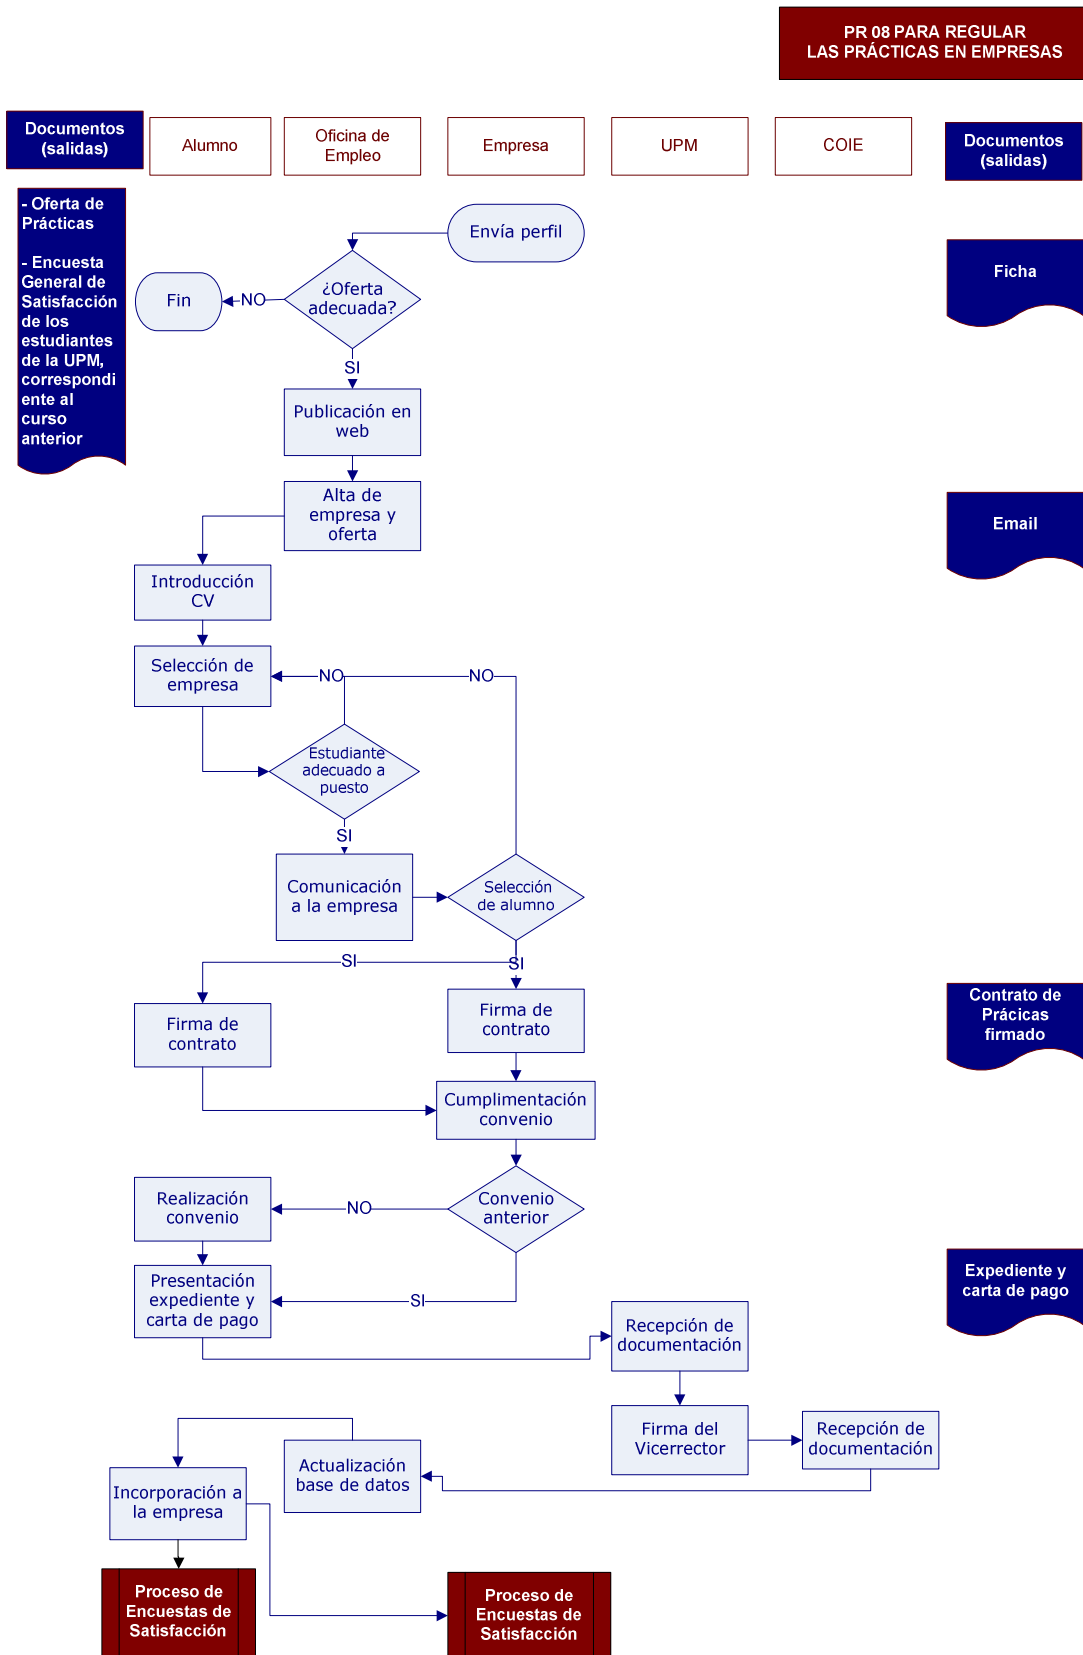 PR 08 PARA REGULAR
LAS PRÁCTICAS EN EMPRESAS
Documentos
(salidas)
Alumno
Oficina de
Empleo
Empresa
UPM
COIE
Documentos
(salidas)
- Oferta de
Prácticas
- Encuesta
General de
Satisfacción
de los
estudiantes
de la UPM,
correspondi
ente al
curso
anterior
Envía perfil
Ficha
¿Oferta
adecuada?
NO
Fin
SI
Publicación en
web
Alta de
empresa y
oferta
Email
Introducción
CV
Selección de
empresa
NO
NO
Estudiante
adecuado a
puesto
SI
Comunicación
a la empresa
Selección
de alumno
SI
SI
Firma de
contrato
Firma de
contrato
Contrato de
Prácicas
firmado
Cumplimentación
convenio
Convenio
anterior
NO
Realización
convenio
SI
Presentación
expediente y
carta de pago
Expediente y
carta de pago
Recepción de
documentación
Firma del
Vicerrector
Recepción de
documentación
Actualización
base de datos
Incorporación a
la empresa
Proceso de
Encuestas de
Satisfacción
Proceso de
Encuestas de
Satisfacción